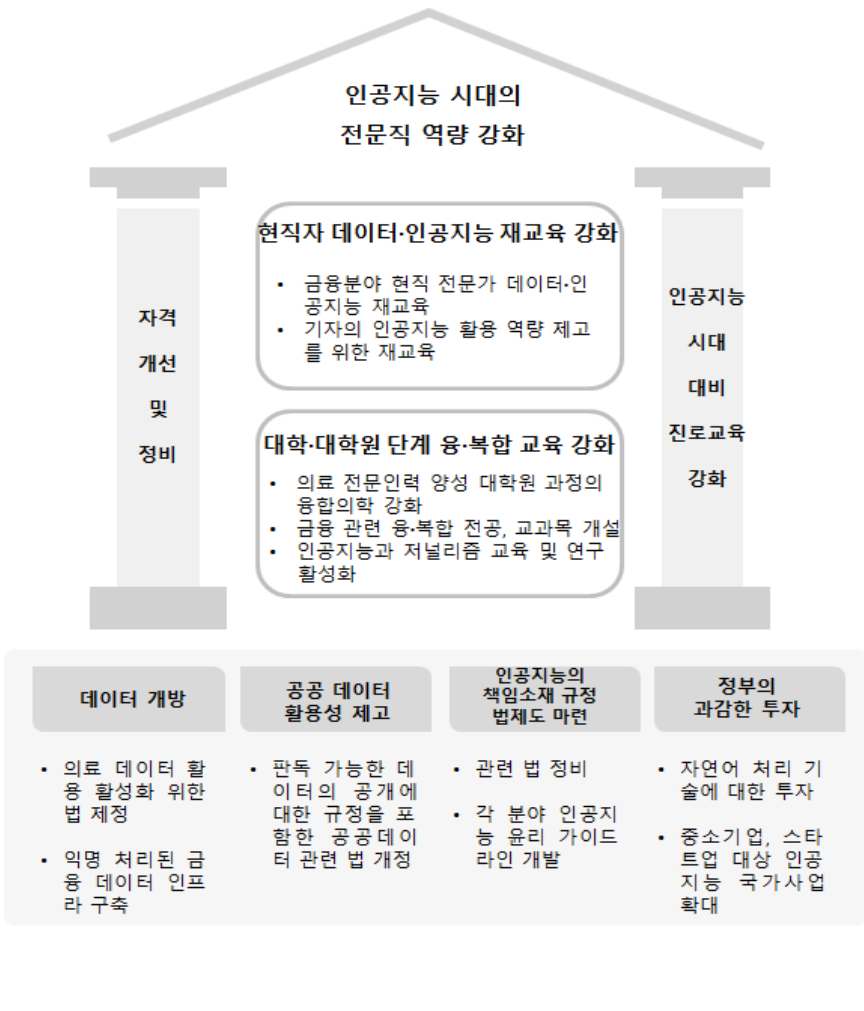 인공지능 시대의
전문직 역량 강화
자격
개선
및
정비
현직자 데이터·인공지능 재교육 강화
• 금융분야 현직 전문가 데이터·인
공지능 재교육
• 기자의 인공지능 활용 역량 제고
를 위한 재교육
대학·대학원 단계 융·복합 교육 강화
• 의료 전문인력 양성 대학원 과정의
융합의학 강화
• 금융 관련 융·복합 전공, 교과목 개설
• 인공지능과 저널리즘 교육 및 연구
활성화
인공지능
시대
대비
진로교육
강화
데이터 개방
• 의료 데이터 활
용 활성화 위한
법 제정
• 익명 처리된 금
융 데이터 인프
라 구축
공공 데이터
활용성 제고
• 판독 가능한 데
이터의 공개에
대한 규정을 포
함한 공공데이
터 관련 법 개정
인공지능의
책임소재 규정
법제도 마련
• 관련 법 정비
• 각 분야 인공지
능 윤리 가이드
라인 개발
정부의
과감한 투자
• 자연어 처리 기
술에 대한 투자
• 중소기업, 스타
트업 대상 인공
지능 국가사업
확대